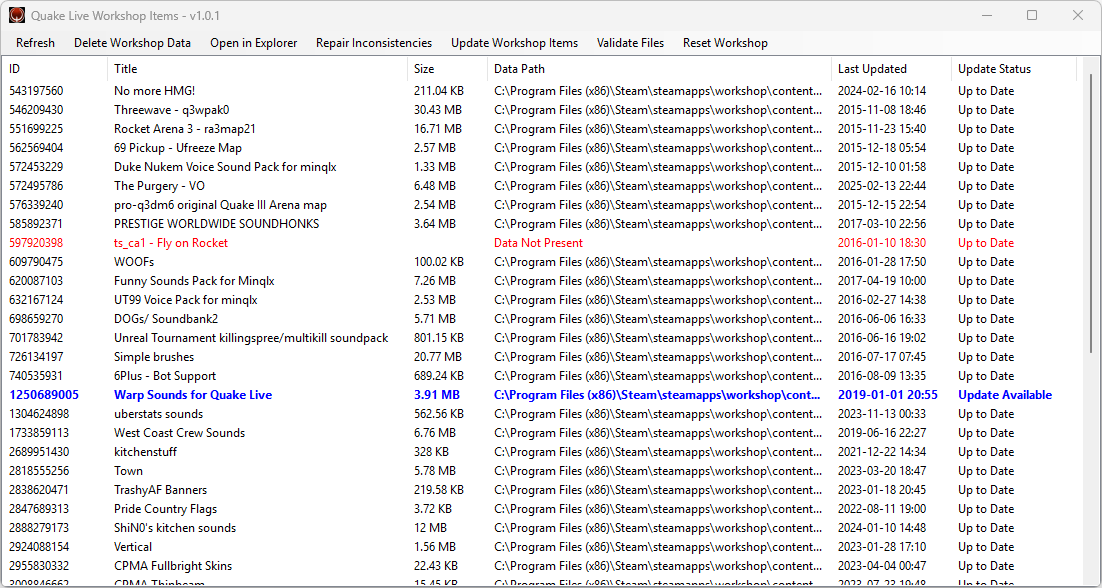 Quake Live Workshop Items - v1.0.1
Refresh Delete Workshop Data Open in Explorer Repair Inconsistencies Update Workshop Items Validate Files Reset Workshop
ID Title Size Data Path Last Updated Update Status
543197560 No more HMG! 211.04 KB C:\Program Files (x86)\Steam\steamapps\workshop\content... 2024-02-16 10:14 Up to Date
546209430 Threewave - q3wpak0 30.43 MB C:\Program Files (x86)\Steam\steamapps\workshop\content... 2015-11-08 18:46 Up to Date
551699225 Rocket Arena 3 - ra3map21 16.71 MB C:\Program Files (x86)\Steam\steamapps\workshop\content... 2015-11-23 15:40 Up to Date
562569404 69 Pickup - Ufreeze Map 2.57 MB C:\Program Files (x86)\Steam\steamapps\workshop\content... 2015-12-18 05:54 Up to Date
572453229 Duke Nukem Voice Sound Pack for minqlx 1.33 MB C:\Program Files (x86)\Steam\steamapps\workshop\content... 2015-12-10 01:58 Up to Date
572495786 The Purgery - VO 6.48 MB C:\Program Files (x86)\Steam\steamapps\workshop\content... 2025-02-13 22:44 Up to Date
576339240 pro-q3dm6 original Quake III Arena map 2.54 MB C:\Program Files (x86)\Steam\steamapps\workshop\content... 2015-12-15 22:54 Up to Date
585892371 PRESTIGE WORLDWIDE SOUNDHONKS 3.64 MB C:\Program Files (x86)\Steam\steamapps\workshop\content... 2017-03-10 22:56 Up to Date
597920398 ts_ca1 - Fly on Rocket Data Not Present 2016-01-10 18:30 Up to Date
609790475 WOOFs 100.02 KB C:\Program Files (x86)\Steam\steamapps\workshop\content... 2016-01-28 17:50 Up to Date
620087103 Funny Sounds Pack for Minqlx 7.26 MB C:\Program Files (x86)\Steam\steamapps\workshop\content... 2017-04-19 10:00 Up to Date
632167124 UT99 Voice Pack for minqlx 2.53 MB C:\Program Files (x86)\Steam\steamapps\workshop\content... 2016-02-27 14:38 Up to Date
698659270 DOGs/ Soundbank2 5.71 MB C:\Program Files (x86)\Steam\steamapps\workshop\content... 2016-06-06 16:33 Up to Date
701783942 Unreal Tournament killingspree/multikill soundpack 801.15 KB C:\Program Files (x86)\Steam\steamapps\workshop\content... 2016-06-16 19:02 Up to Date
726134197 Simple brushes 20.77 MB C:\Program Files (x86)\Steam\steamapps\workshop\content... 2016-07-17 07:45 Up to Date
740535931 6Plus - Bot Support 689.24 KB C:\Program Files (x86)\Steam\steamapps\workshop\content... 2016-08-09 13:35 Up to Date
1250689005 Warp Sounds for Quake Live 3.91 MB C:\Program Files (x86)\Steam\steamapps\workshop\cont... 2019-01-01 20:55 Update Available
1304624898 uberstats sounds 562.56 KB C:\Program Files (x86)\Steam\steamapps\workshop\content... 2023-11-13 00:33 Up to Date
1733859113 West Coast Crew Sounds 6.76 MB C:\Program Files (x86)\Steam\steamapps\workshop\content... 2019-06-16 22:27 Up to Date
2689951430 kitchenstuff 328 KB C:\Program Files (x86)\Steam\steamapps\workshop\content... 2021-12-22 14:34 Up to Date
2818555256 Town 5.78 MB C:\Program Files (x86)\Steam\steamapps\workshop\content... 2023-03-20 18:47 Up to Date
2838620471 TrashyAF Banners 219.58 KB C:\Program Files (x86)\Steam\steamapps\workshop\content... 2023-01-18 20:45 Up to Date
2847689313 Pride Country Flags 3.72 KB C:\Program Files (x86)\Steam\steamapps\workshop\content... 2022-08-11 19:00 Up to Date
2888279173 ShiN0's kitchen sounds 12 MB C:\Program Files (x86)\Steam\steamapps\workshop\content... 2024-01-10 14:48 Up to Date
2924088154 Vertical 1.56 MB C:\Program Files (x86)\Steam\steamapps\workshop\content... 2023-01-28 17:10 Up to Date
2955830332 CPMA Fullbright Skins 22.43 KB C:\Program Files (x86)\Steam\steamapps\workshop\content... 2023-04-04 00:47 Up to Date
3008846662 CPMA Thinbeam 15.45 KB C:\Program Files (x86)\Steam\steamapps\workshop\content... 2023-07-23 19:48 Up to Date